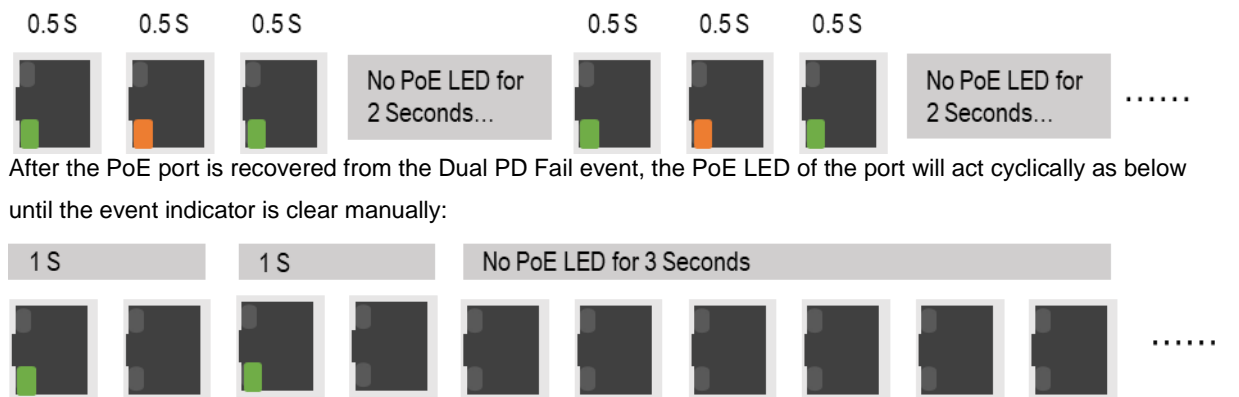 0.5 S 0.5 S 0.5 S 0.5 S 0.5 S 0.5 S
No PoE LED for No PoE LED for
2 Seconds... 2 Seconds... ......
After the PoE port is recovered from the Dual PD Fail event, the PoE LED of the port will act cyclically as below
until the event indicator is clear manually:
1 S 1 S No PoE LED for 3 Seconds
......